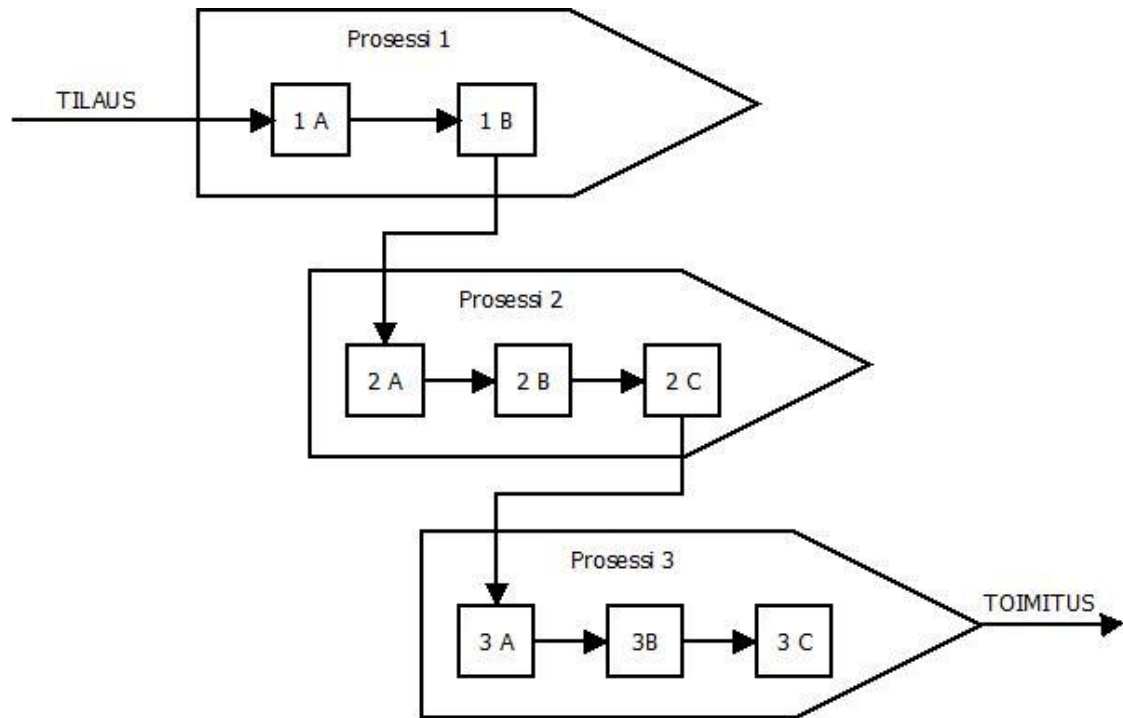 Prosessi 1
TILAUS
1 A
1 B
Prosessi 2
2 A
2 B
2 C
Prosessi 3
TOIMITUS
3 A
3B
3 C